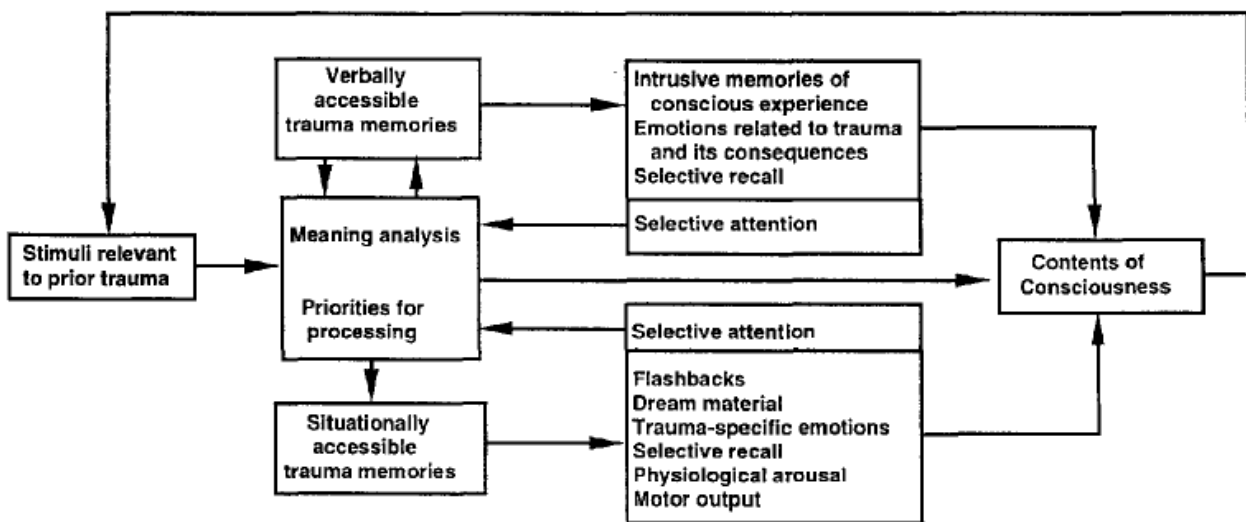 Verbally
accessible
trauma memories
Intrusive memories of
conscious experience
Emotions related to trauma
and its consequences
Selective recall
Selective attention
Stimuli relevant
to prior trauma
Meaning analysis
Priorities for
processing
Contents of
Consciousness
Selective attention
Flashbacks
Dream material
Trauma-specific emotions
Selective recall
Physiological arousal
Motor output
Situationally
accessible
trauma memories